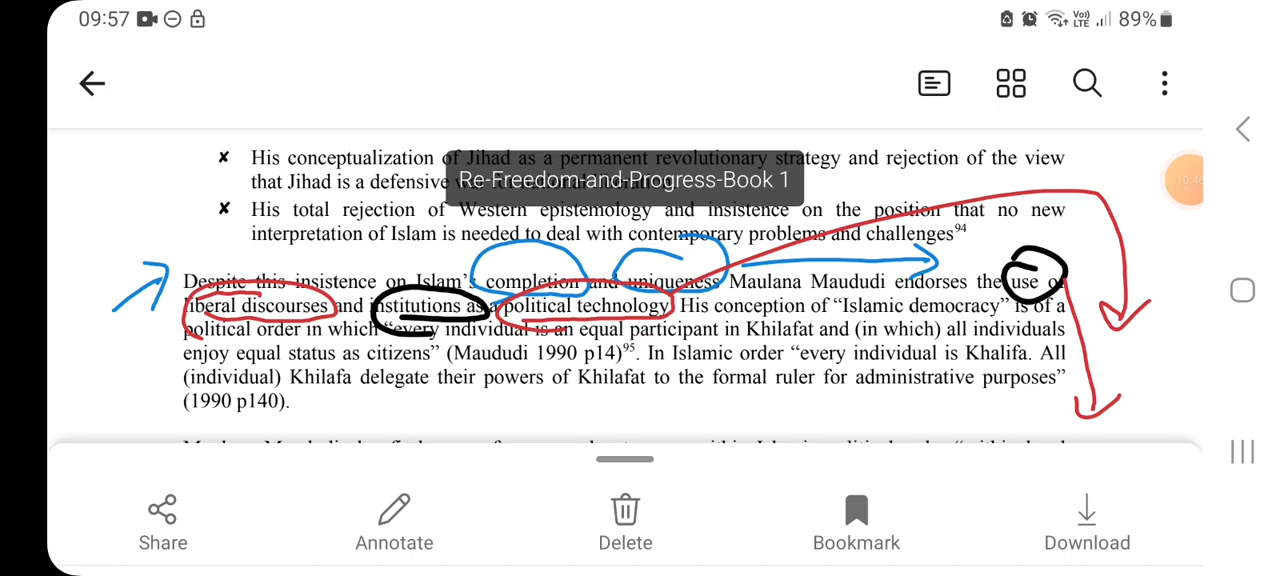 09:57
Vo)) LTE 89%
His conceptualization of Jihad as a permanent revolutionary strategy and rejection of the view
that Jihad is a defensive
Re-Freedom-and-Progress-Book 1
10:46
His total rejection of Western epistemology and insistence on the position that no new
interpretation of Islam is needed to deal with contemporary problems and challenges94
Despite this insistence on Islam's completion and uniqueness Maulana Maududi endorses the use of
liberal discourses and institutions as a political technology. His conception of "Islamic democracy" is of a
political order in which "every individual is an equal participant in Khilafat and (in which) all individuals
enjoy equal status as citizens" (Maududi 1990 p14)95. In Islamic order "every individual is Khalifa. All
(individual) Khilafa delegate their powers of Khilafat to the formal ruler for administrative purposes"
(1990 p140).
Share
Annotate
Delete
Bookmark
Download